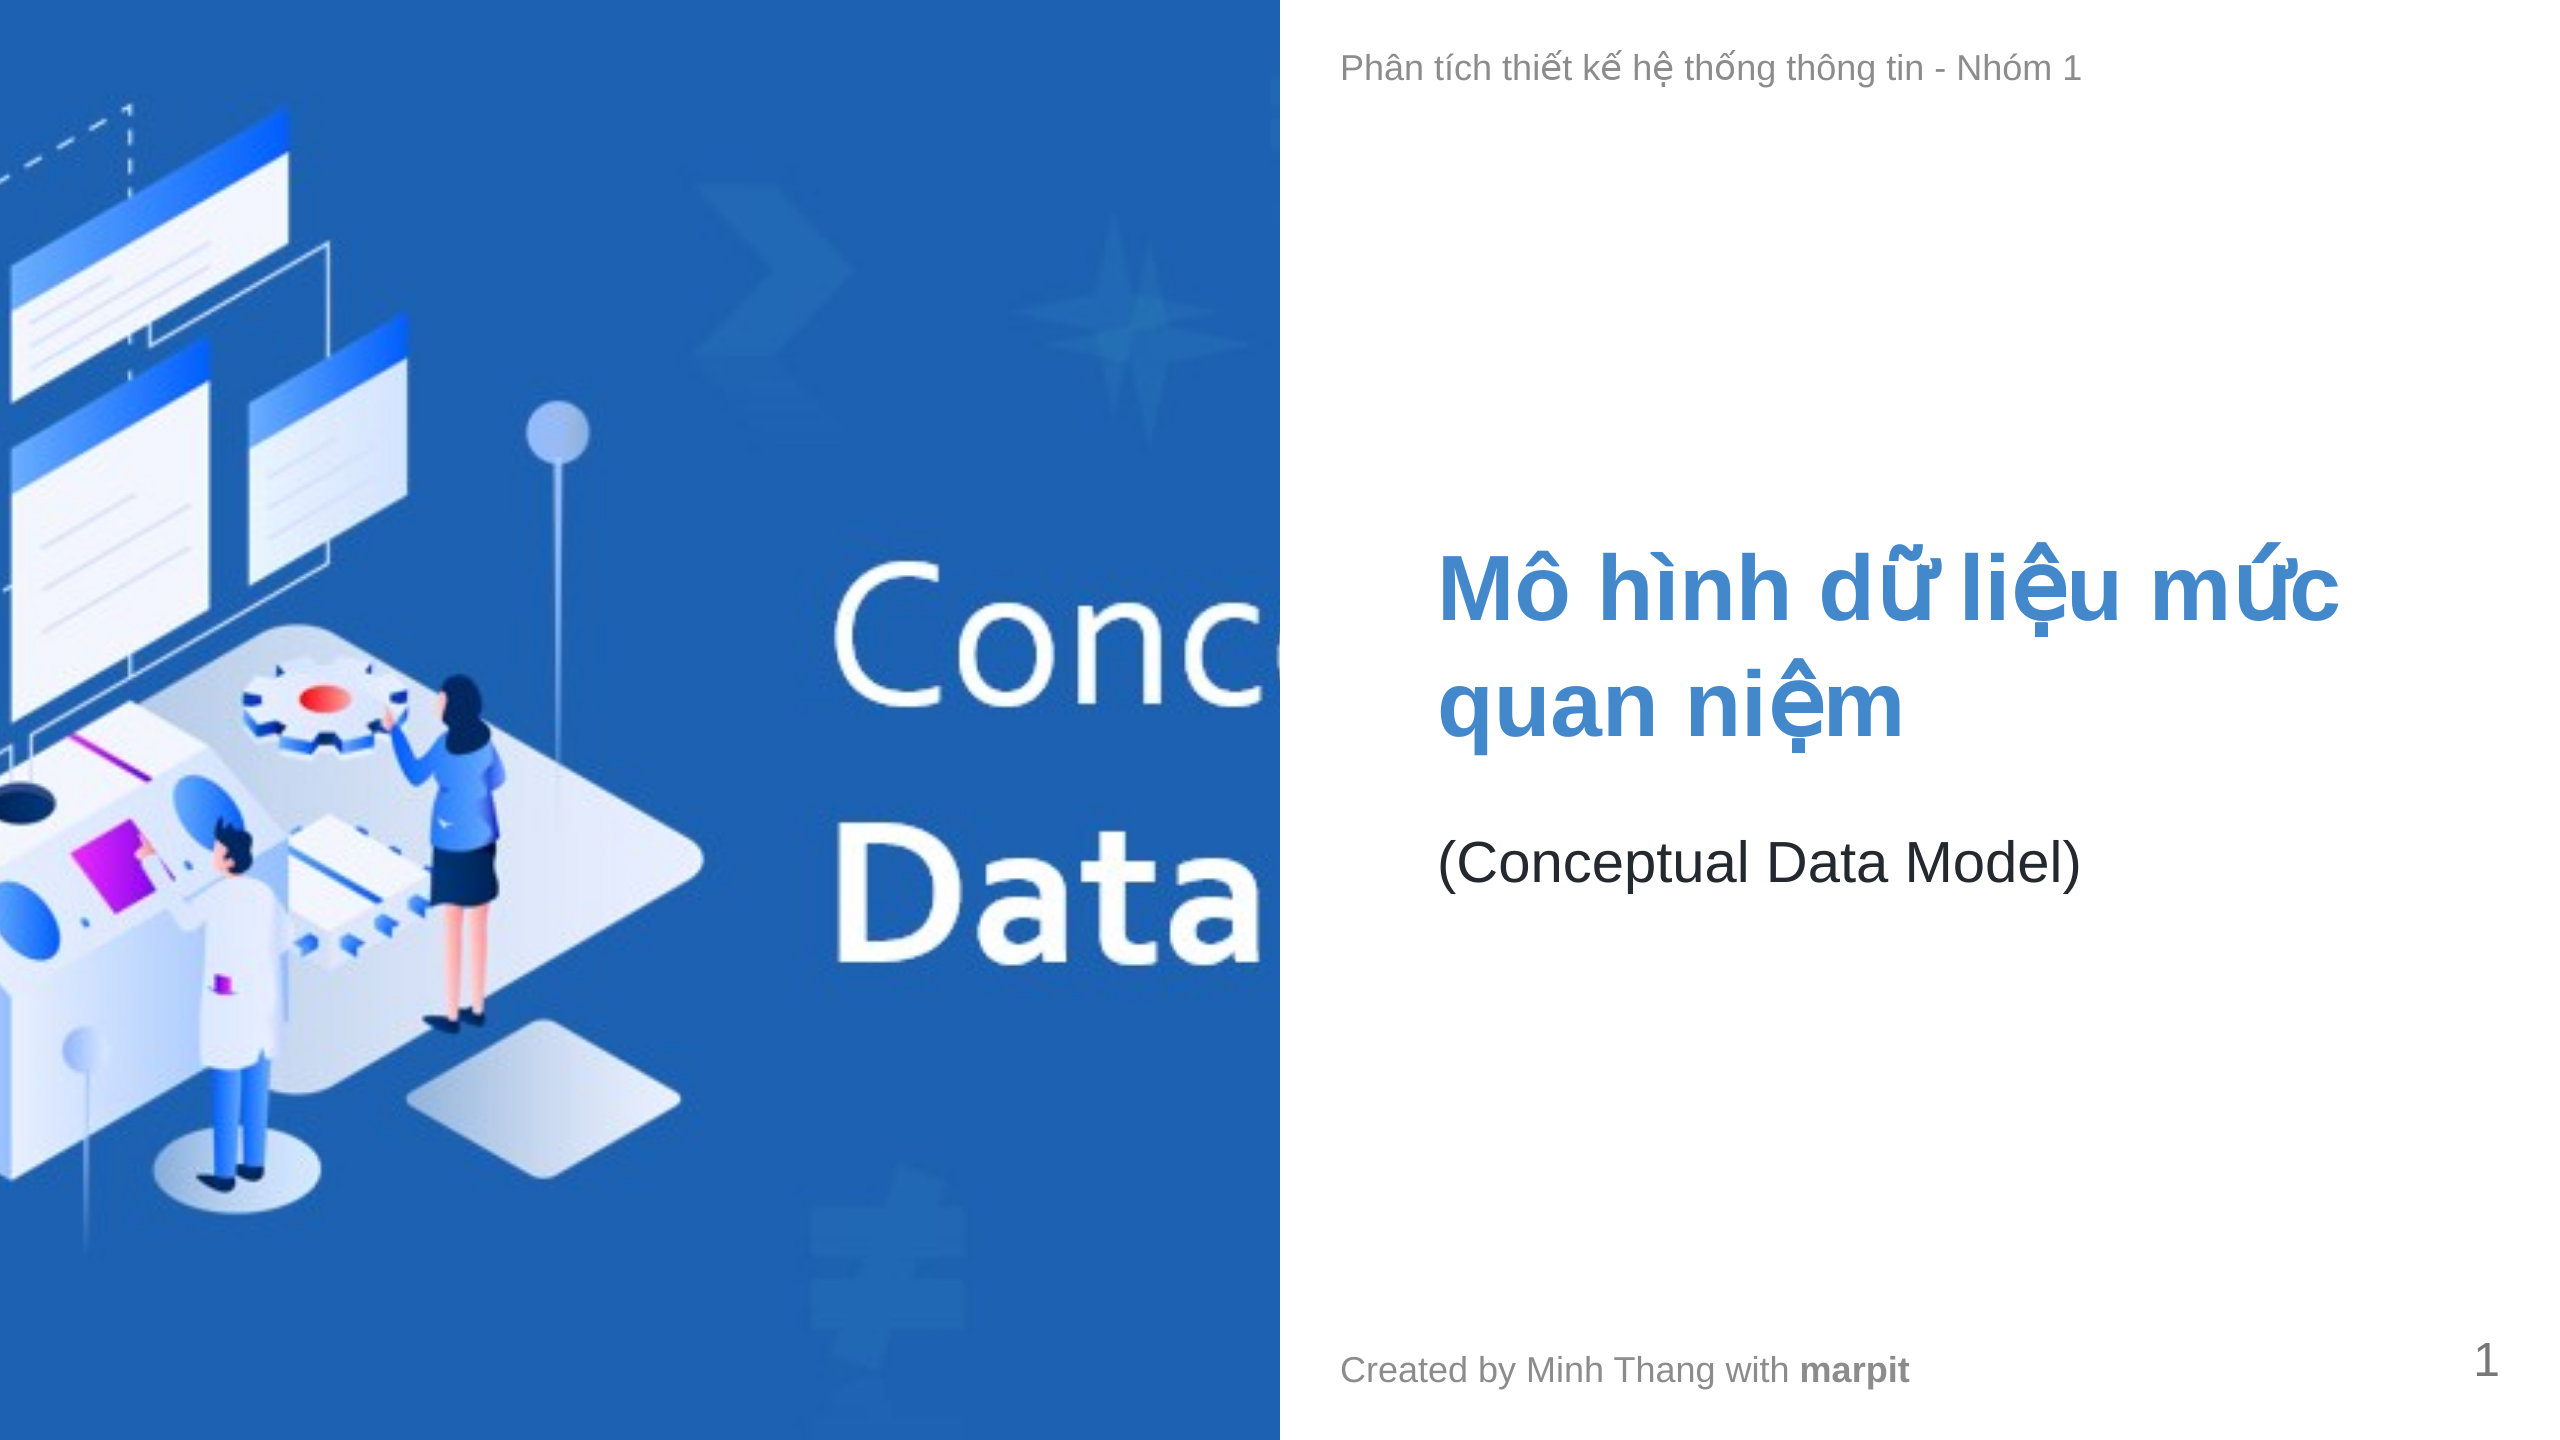 Phân tích thiết kế hệ thống thông tin - Nhóm 1
Conc
Data
Mô hình dữ liệu mức
quan niệm
(Conceptual Data Model)
Created by Minh Thang with marpit
1